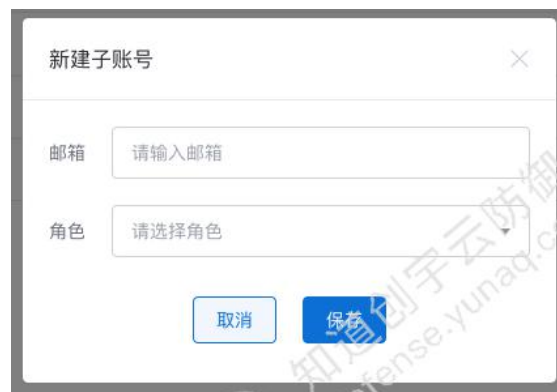 新建子账号
邮箱
请输入邮箱
角色
请选择角色
取消
保存
知道创宇云防御